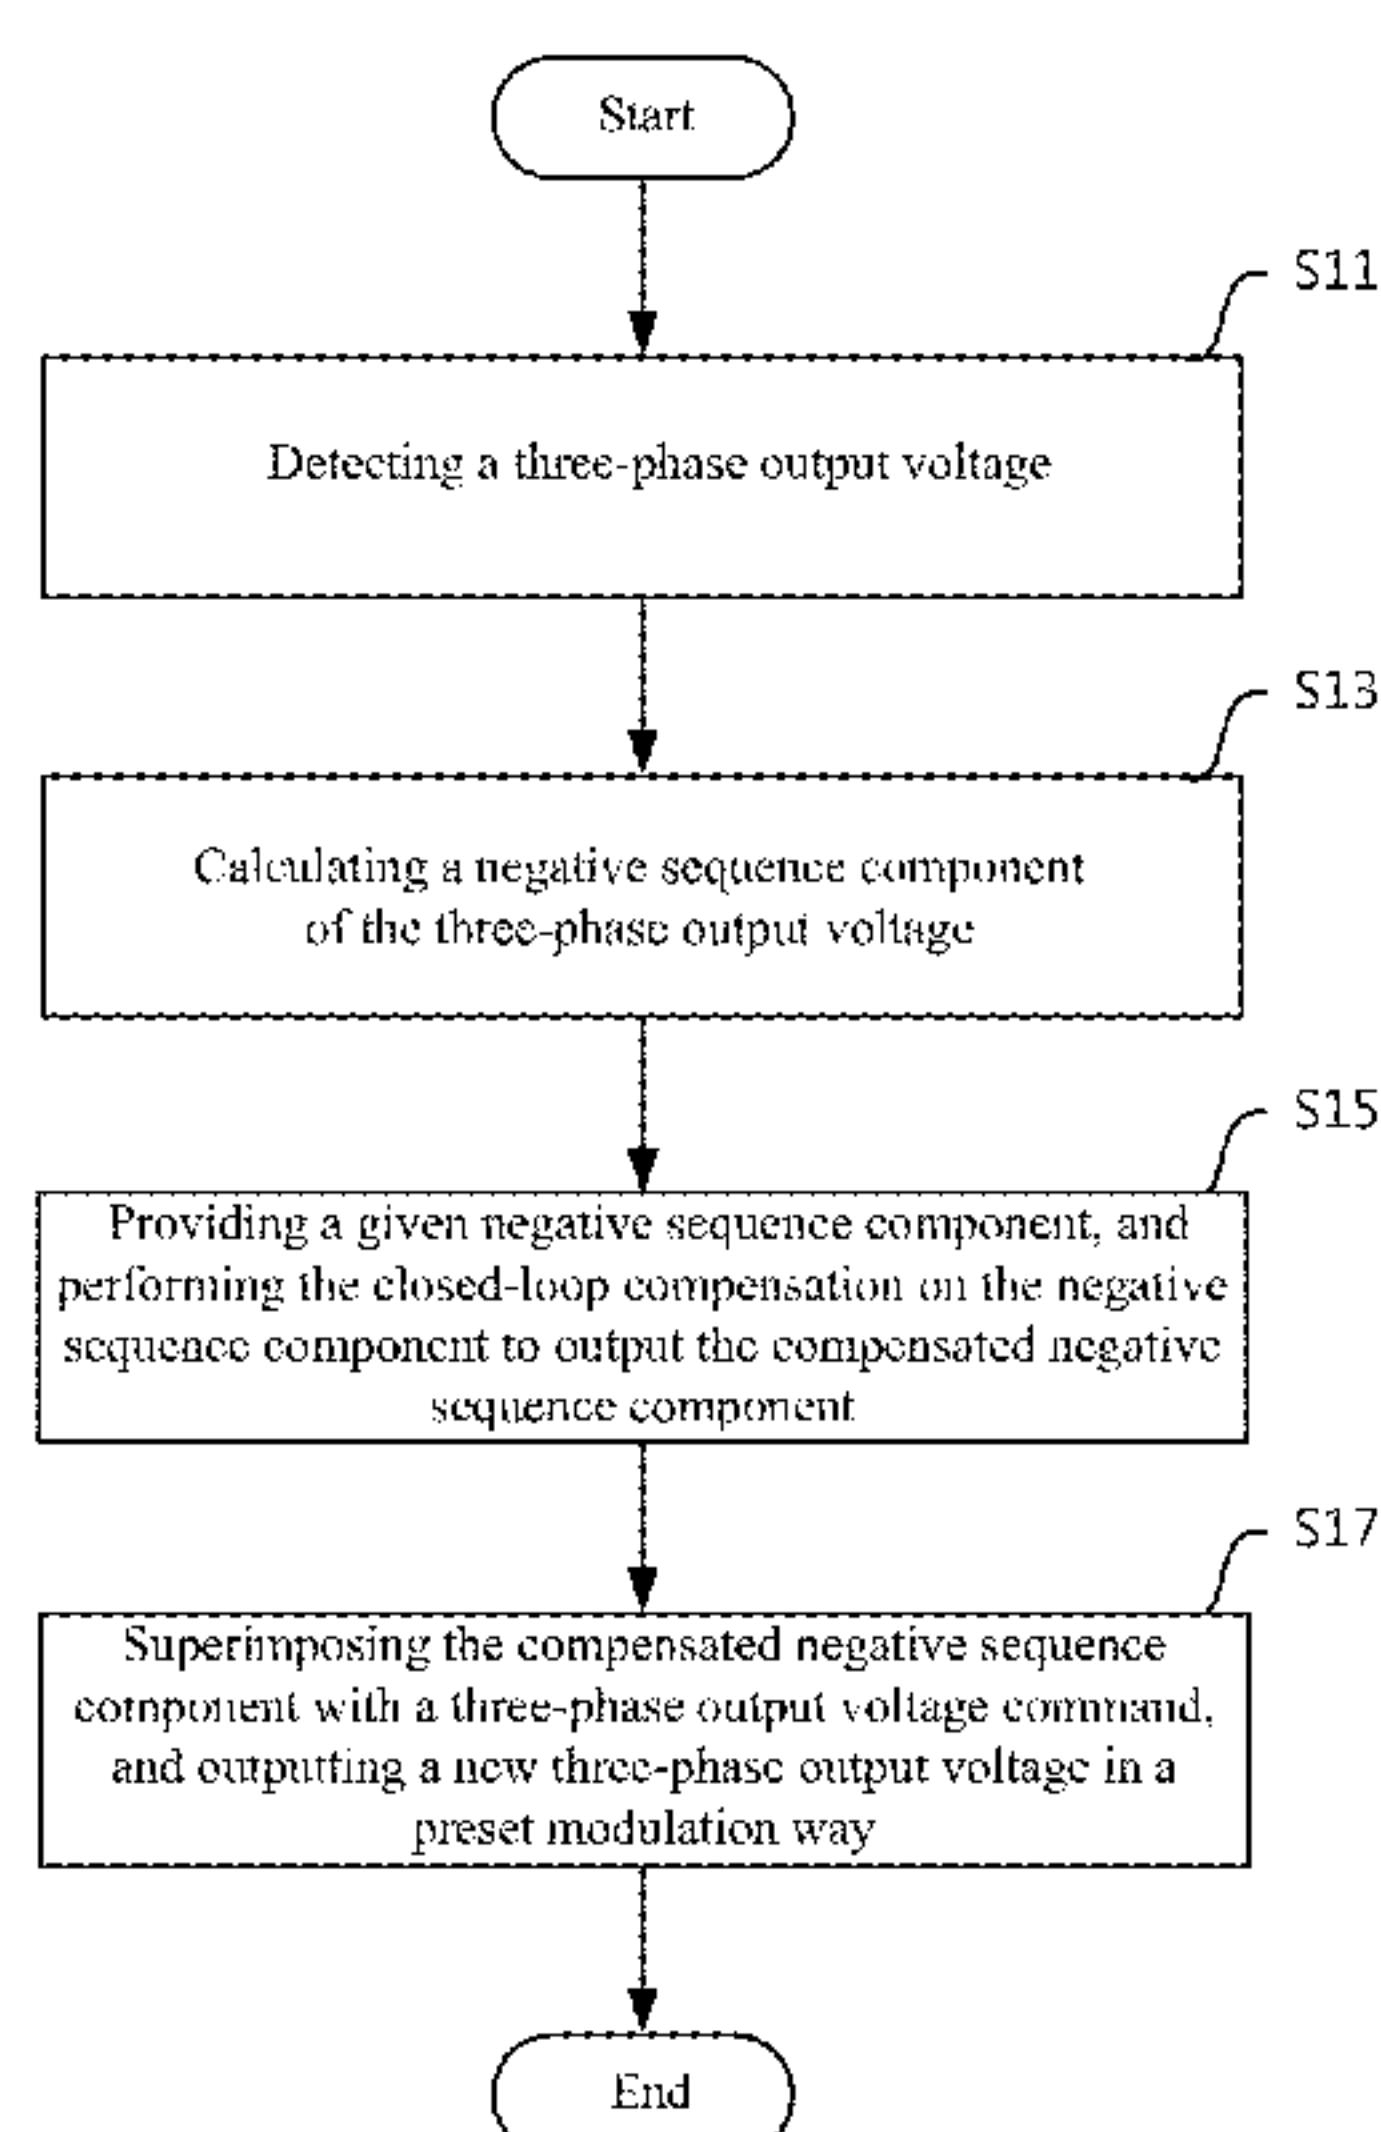 Start
S11
Detecting a three-phase output voltage
S13
Calculating a negative sequence component
of the three-phase output voltage
S15
Providing a given negative sequence component, and
performing the closed-loop compensation on the negative
sequence component to output the compensated negative
sequence component
S17
Superimposing the compensated negative sequence
component with a three-phase output voltage command,
and outputting a new three-phase output voltage in a
preset modulation way
End